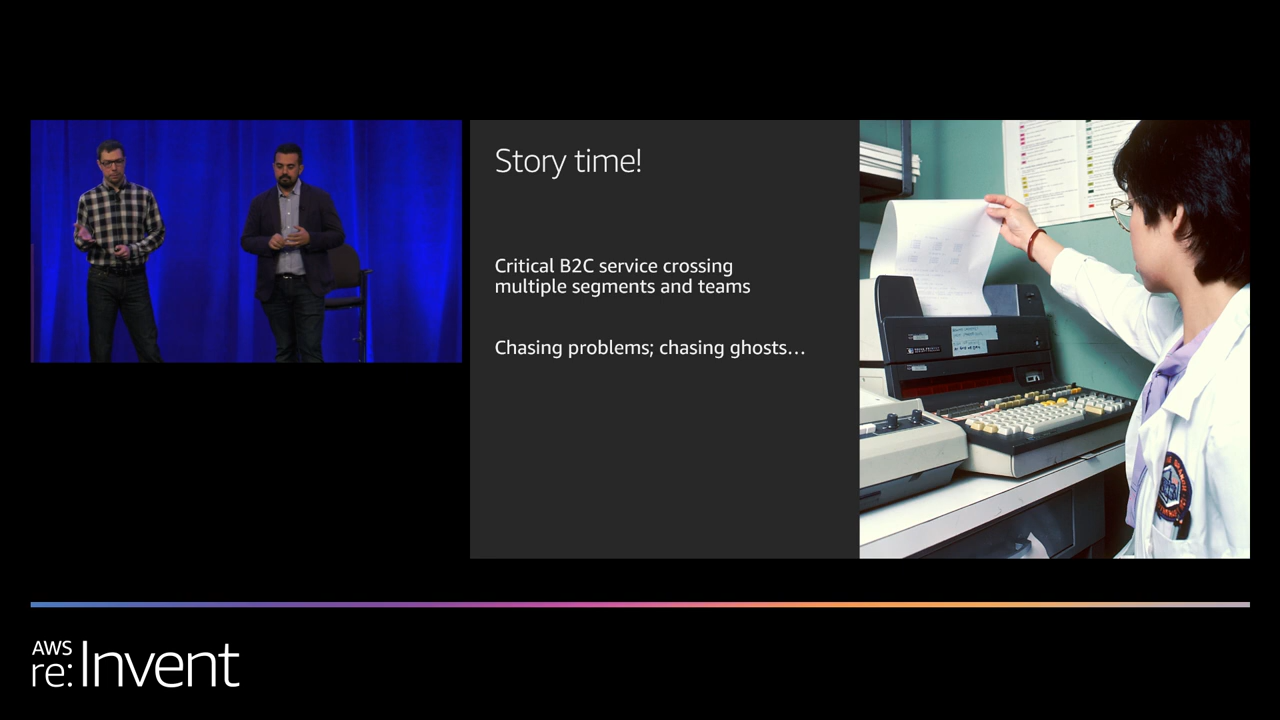 Story time!
Critical B2C service crossing
multiple segments and teams
Chasing problems; chasing ghosts…
AWS
re:Invent